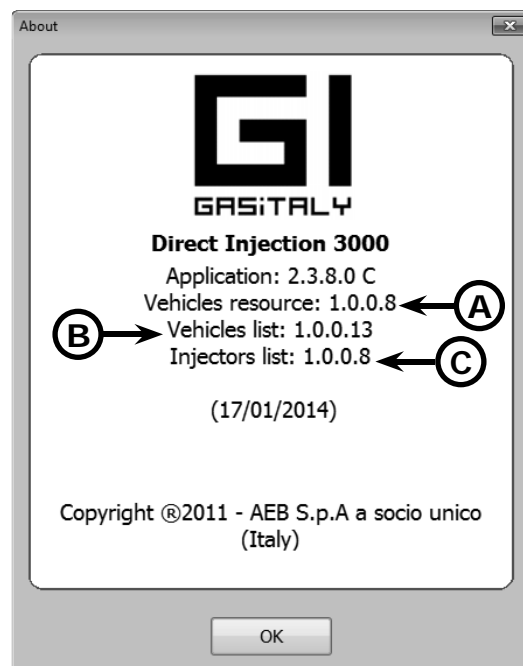 About
GI
GASiTALY
Direct Injection 3000
Application: 2.3.8.0 C
Vehicles resource: 1.0.0.8
A
B
Vehicles list: 1.0.0.13
Injectors list: 1.0.0.8
C
(17/01/2014)
Copyright ®2011 - AEB S.p.A a socio unico
(Italy)
OK